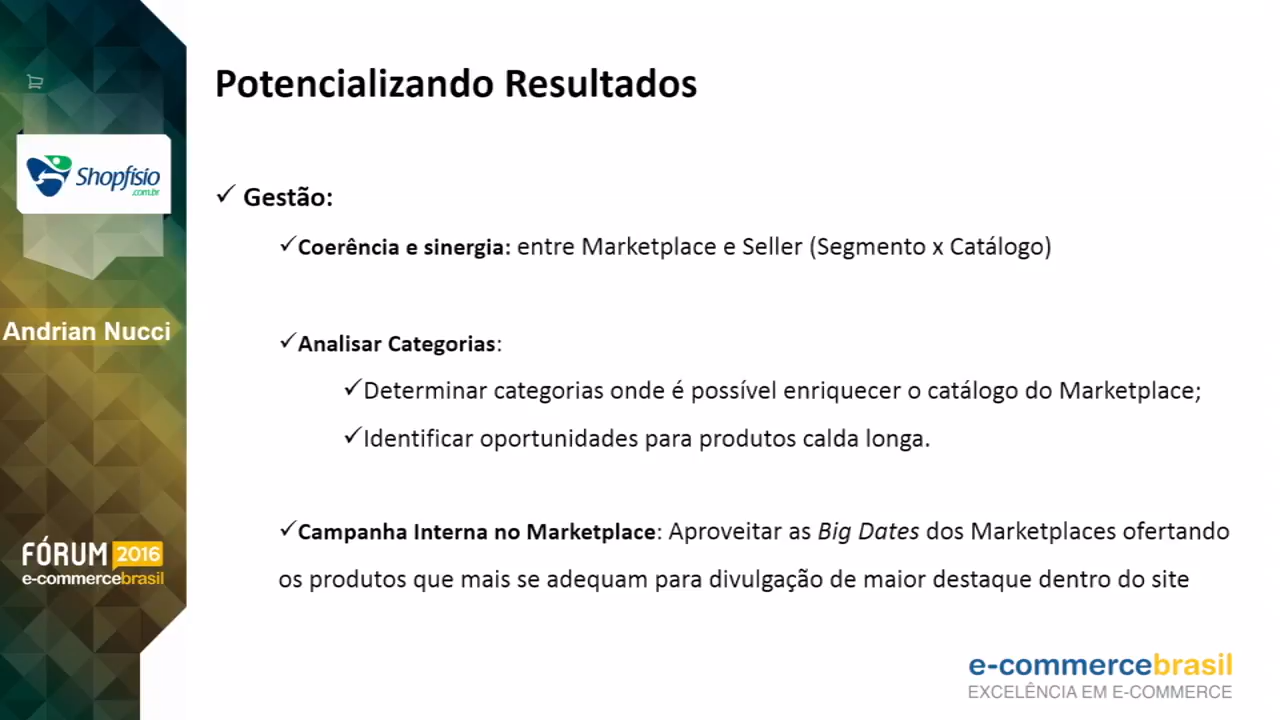 Potencializando Resultados
Shopfisio
.com.br
✓ Gestão:
✓Coerência e sinergia: entre Marketplace e Seller (Segmento x Catálogo)
Andrian Nucci
✓Analisar Categorias:
✓Determinar categorias onde é possível enriquecer o catálogo do Marketplace;
✓Identificar oportunidades para produtos calda longa.
✓Campanha Interna no Marketplace: Aproveitar as Big Dates dos Marketplaces ofertando
os produtos que mais se adequam para divulgação de maior destaque dentro do site
FÓRUM 2016
e-commercebrasil
e-commercebrasil
EXCELÊNCIA EM E-COMMERCE